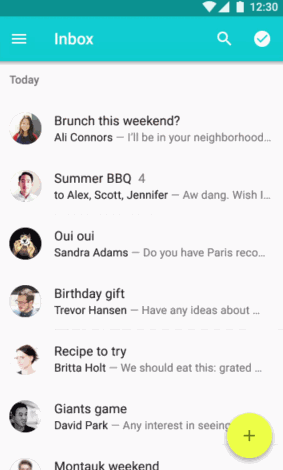 12:30
Inbox
Today
Brunch this weekend?
Ali Connors — I'll be in your neighborhood...
Summer BBQ 4
to Alex, Scott, Jennifer — Aw dang. Wish I...
Oui oui
Sandra Adams — Do you have Paris reco...
Birthday gift
Trevor Hansen — Have any ideas about ...
Recipe to try
Britta Holt — We should eat this: grated ...
Giants game
David Park — Any interest in seeing
Montauk weekend